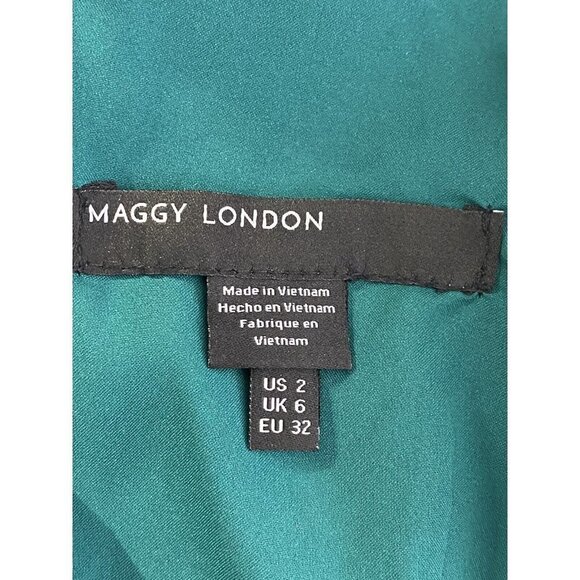 MAGGY LONDON
Made in Vietnam
Hecho en Vietnam
Fabrique en
Vietnam
US 2
UK 6
EU 32